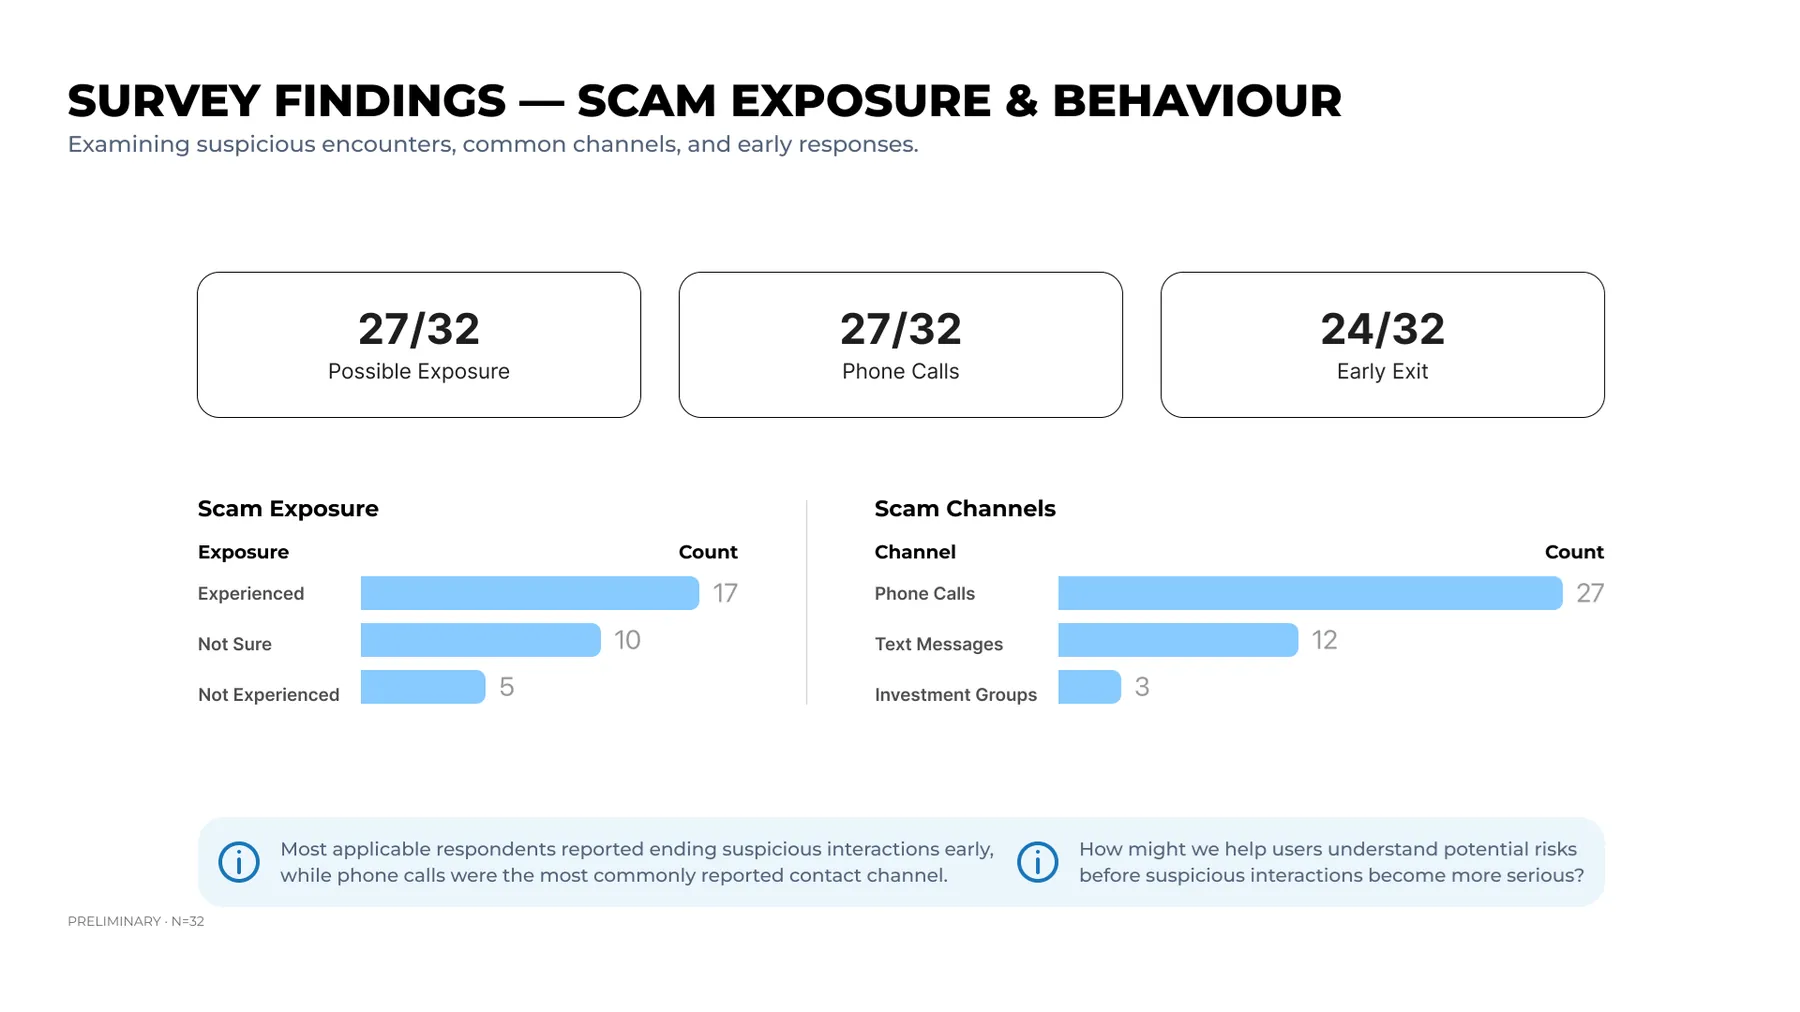 SURVEY FINDINGS — SCAM EXPOSURE & BEHAVIOUR
Examining suspicious encounters, common channels, and early responses.
27/32
Possible Exposure
27/32
Phone Calls
24/32
Early Exit
Scam Exposure
Exposure Count
Experienced 17
Not Sure 10
Not Experienced 5
Scam Channels
Channel Count
Phone Calls 27
Text Messages 12
Investment Groups 3
Most applicable respondents reported ending suspicious interactions early,
while phone calls were the most commonly reported contact channel.
How might we help users understand potential risks
before suspicious interactions become more serious?
PRELIMINARY · N=32